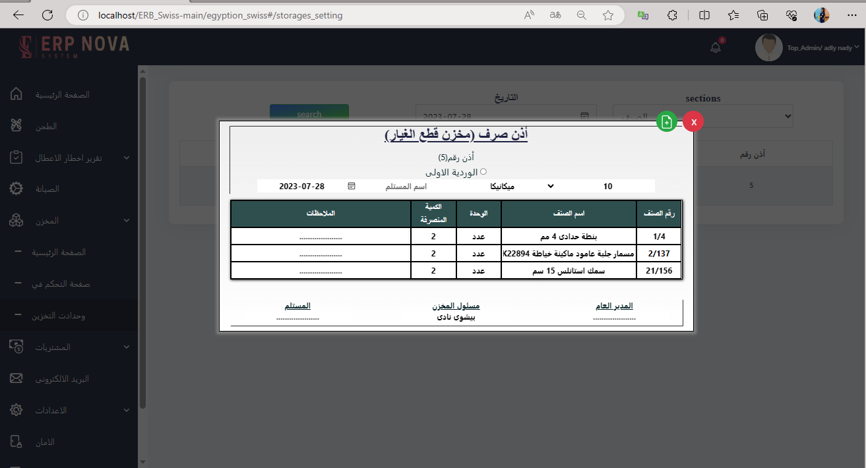 localhost/ERB_Swiss-main/egyption_swiss#/storages_setting
ERP NOVA
SYSTEM
Top_Admin/ adly nady
الصفحة الرئيسية
الطحن
تقرير اخطار الاعطال
الصيانة
المخزن
الصفحة الرئيسية
صفحة التحكم في
وحدات التخزين
المشتريات
البريد الالكترونى
الاعدادات
الامان
sections
التاريخ
search
2023-07-28
أذن رقم
5
X
أذن صرف (مخزن قطع الغيار)
أذن رقم(5)
الوردية الاولى
10 ميكانيكا اسم المستلم 2023-07-28
رقم الصنف اسم الصنف الوحدة الكمية المنصرفة الملاحظات
1/4 بنطة حدادى 4 مم عدد 2 .....................
2/137 مسمار جلبة عامود ماكينة خياطة K22894 عدد 2 .....................
21/156 سمك استانلس 15 سم عدد 2 .....................
المدير العام مسئول المخزن المستلم
..................... بيشوى نادى .....................